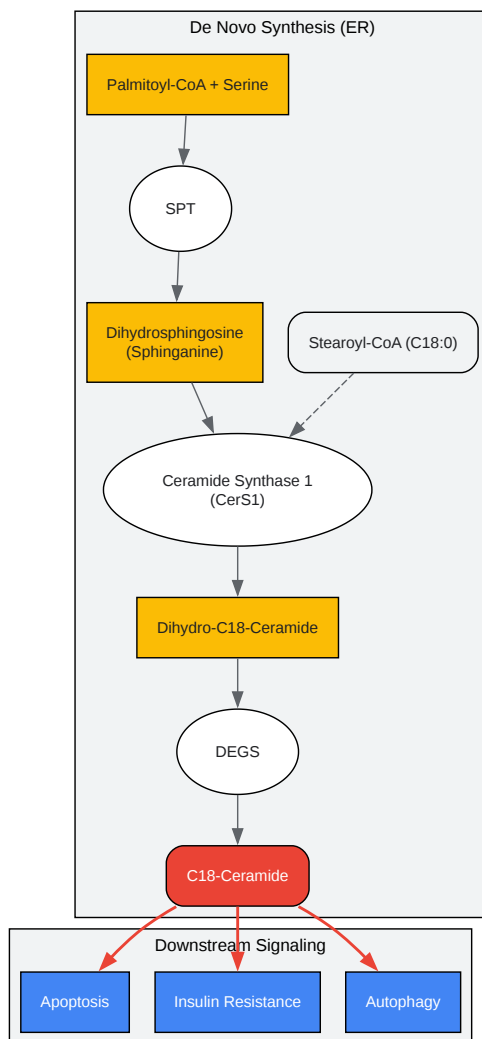 De Novo Synthesis (ER)
Palmitoyl-CoA + Serine
SPT
Dihydrosphingosine
(Sphinganine)
Stearoyl-CoA (C18:0)
Ceramide Synthase 1
(CerS1)
Dihydro-C18-Ceramide
DEGS
C18-Ceramide
Downstream Signaling
Apoptosis
Insulin Resistance
Autophagy